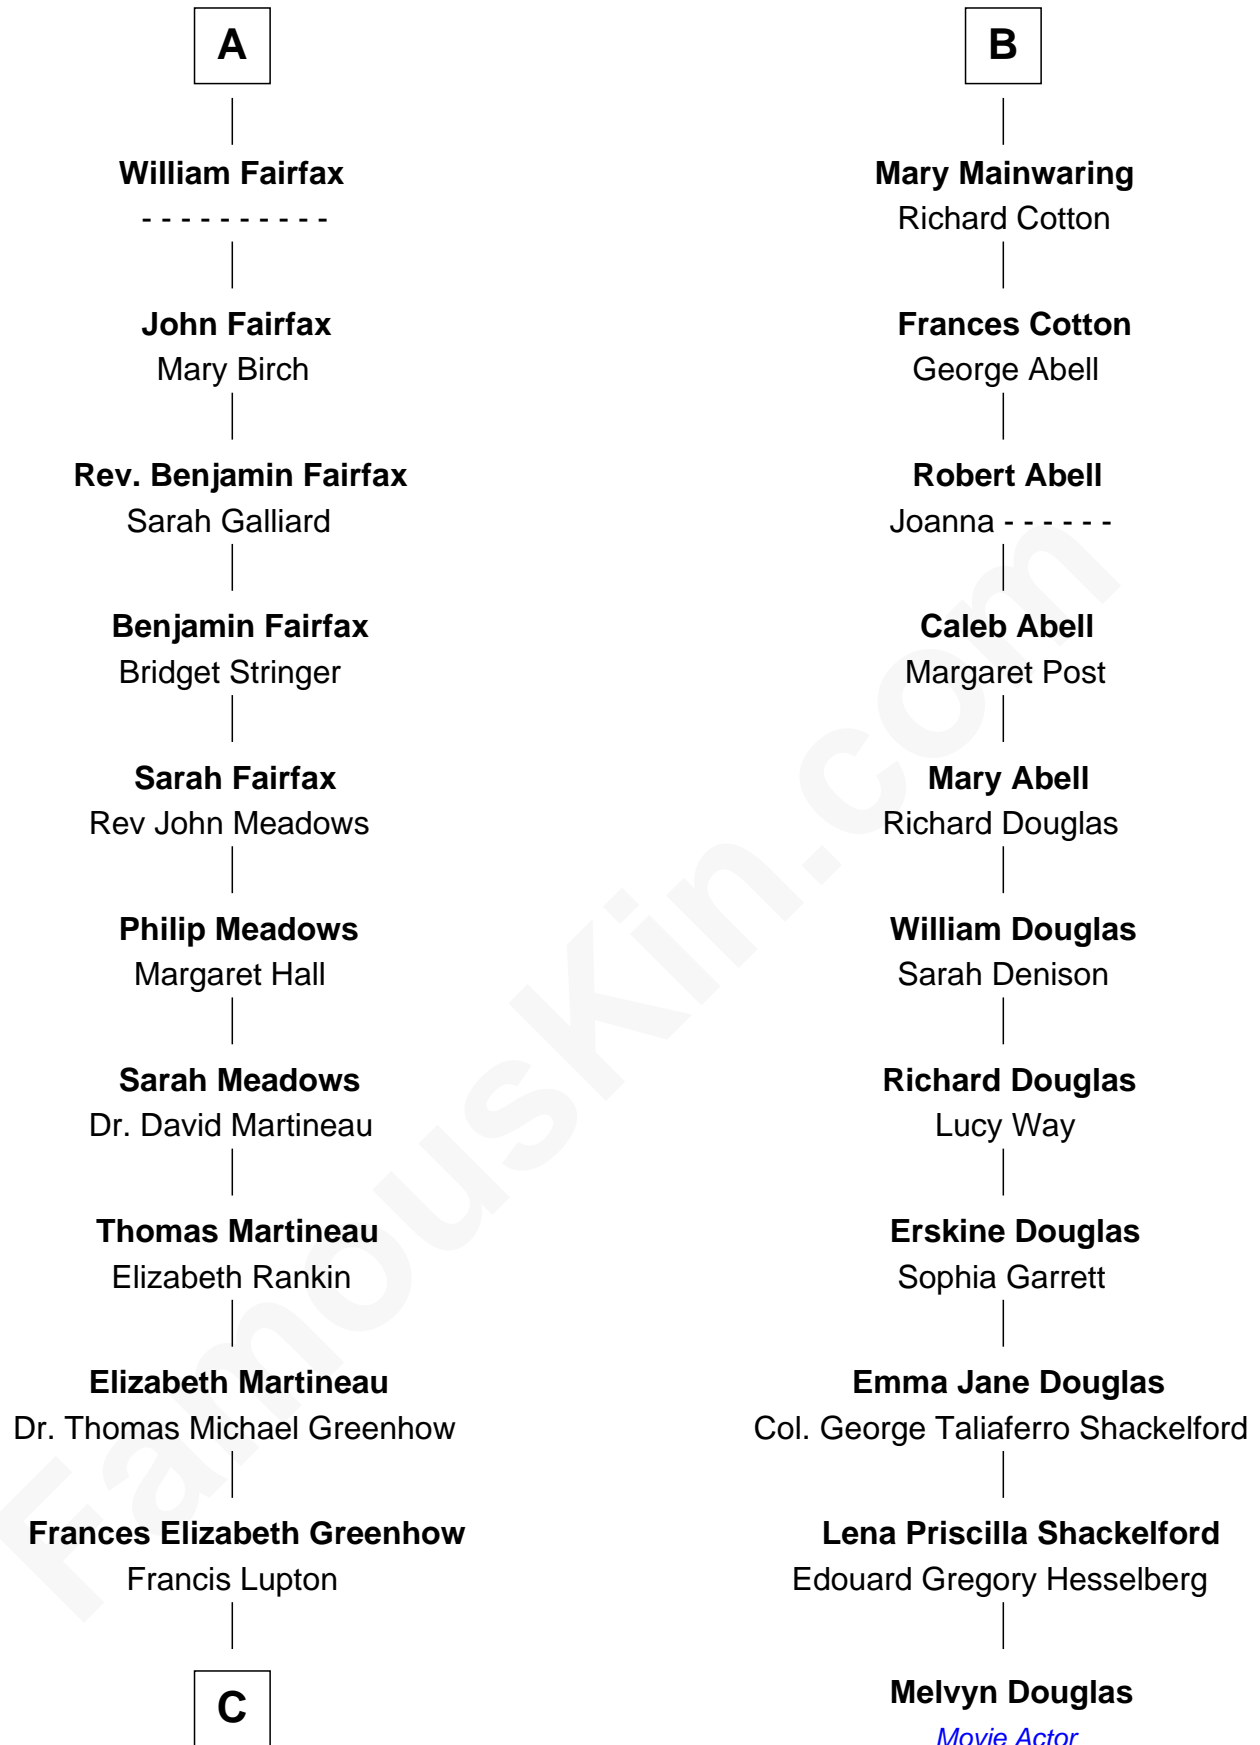 A
William Fairfax
- - - - - - - - - -
John Fairfax
Mary Birch
Rev. Benjamin Fairfax
Sarah Galliard
Benjamin Fairfax
Bridget Stringer
Sarah Fairfax
Rev John Meadows
Philip Meadows
Margaret Hall
Sarah Meadows
Dr. David Martineau
Thomas Martineau
Elizabeth Rankin
Elizabeth Martineau
Dr. Thomas Michael Greenhow
Frances Elizabeth Greenhow
Francis Lupton
C
B
Mary Mainwaring
Richard Cotton
Frances Cotton
George Abell
Robert Abell
Joanna - - - - - -
Caleb Abell
Margaret Post
Mary Abell
Richard Douglas
William Douglas
Sarah Denison
Richard Douglas
Lucy Way
Erskine Douglas
Sophia Garrett
Emma Jane Douglas
Col. George Taliaferro Shackelford
Lena Priscilla Shackelford
Edouard Gregory Hesselberg
Melvyn Douglas
Movie Actor
FamousKin.com